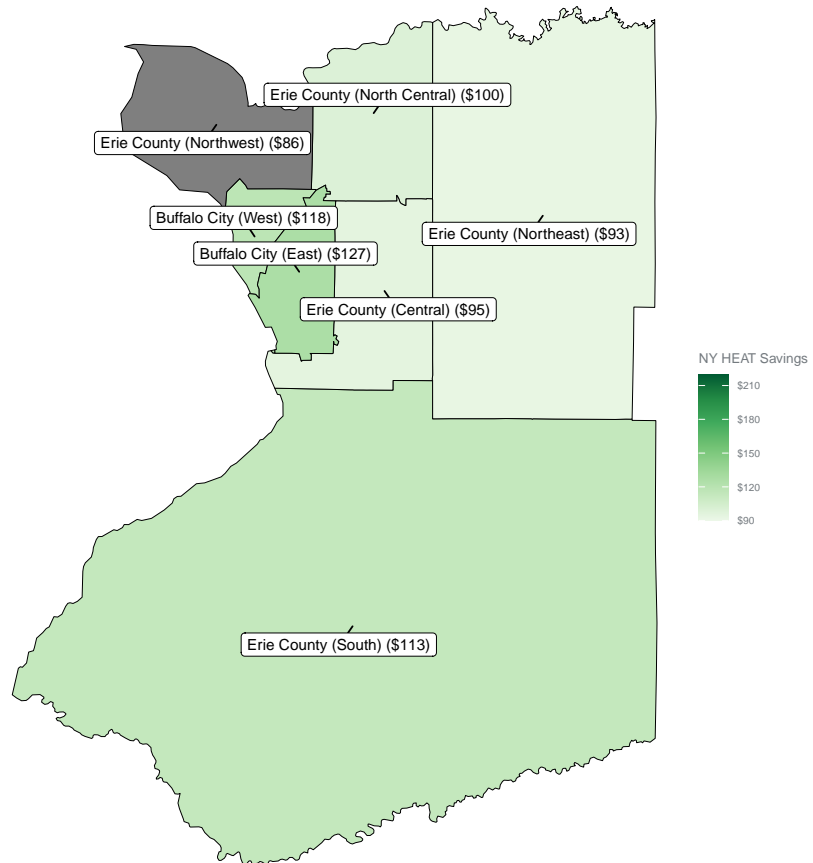 Erie County (North Central) ($100)
Erie County (Northwest) ($86)
Buffalo City (West) ($118)
Erie County (Northeast) ($93)
Buffalo City (East) ($127)
Erie County (Central) ($95)
Erie County (South) ($113)
NY HEAT Savings
$210
$180
$150
$120
$90